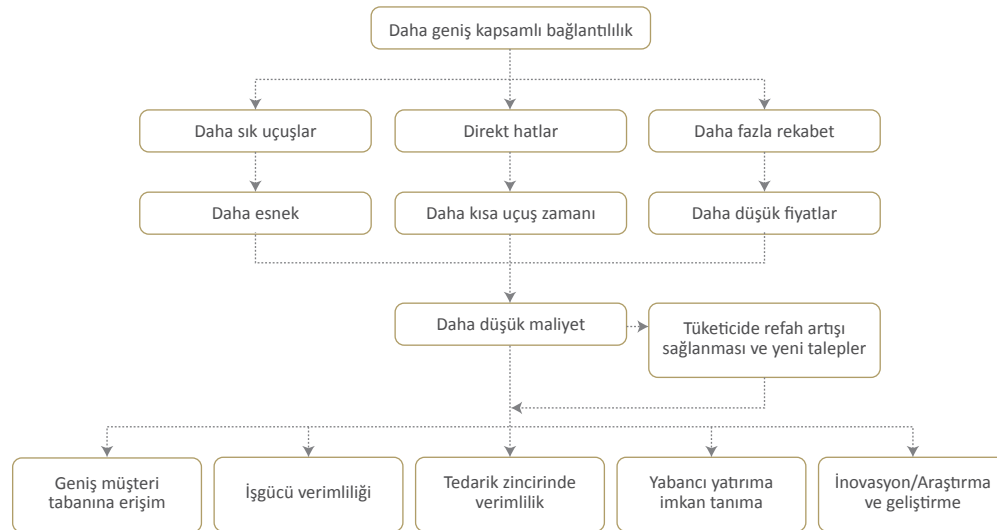 Daha geniş kapsamlı bağlantılılık
Daha sık uçuşlar
Direkt hatlar
Daha fazla rekabet
Daha esnek
Daha kısa uçuş zamanı
Daha düşük fiyatlar
Daha düşük maliyet
Tüketicide refah artışı
sağlanması ve yeni talepler
Geniş müşteri
tabanına erişim
İşgücü verimliliği
Tedarik zincirinde
verimlilik
Yabancı yatırıma
imkan tanıma
İnovasyon/Araştırma
ve geliştirme